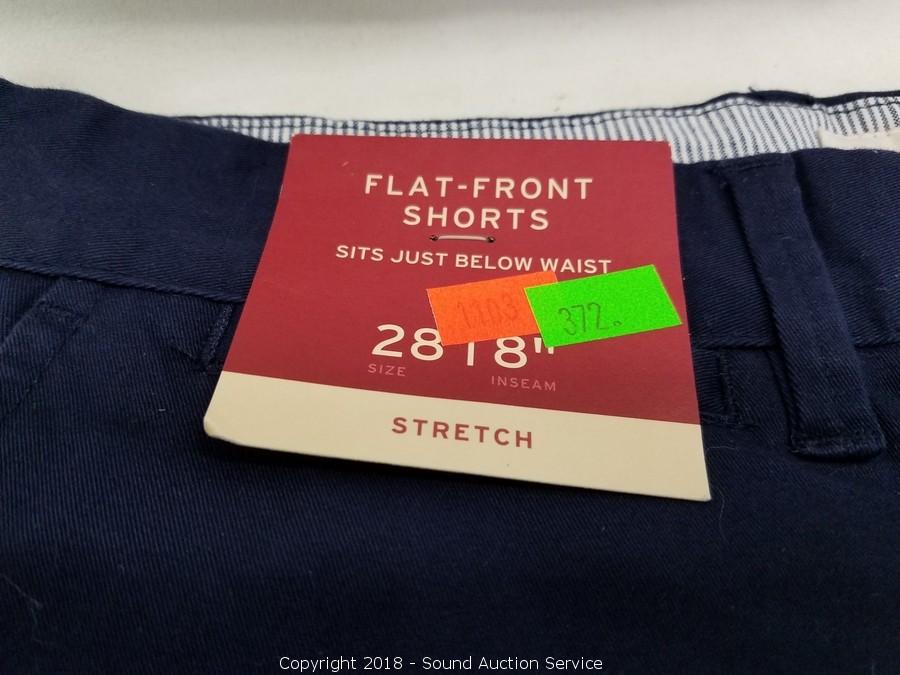 FLAT-FRONT
SHORTS
SITS JUST BELOW WAIST
1103
372.
28 | 8"
SIZE INSEAM
STRETCH
Copyright 2018 - Sound Auction Service